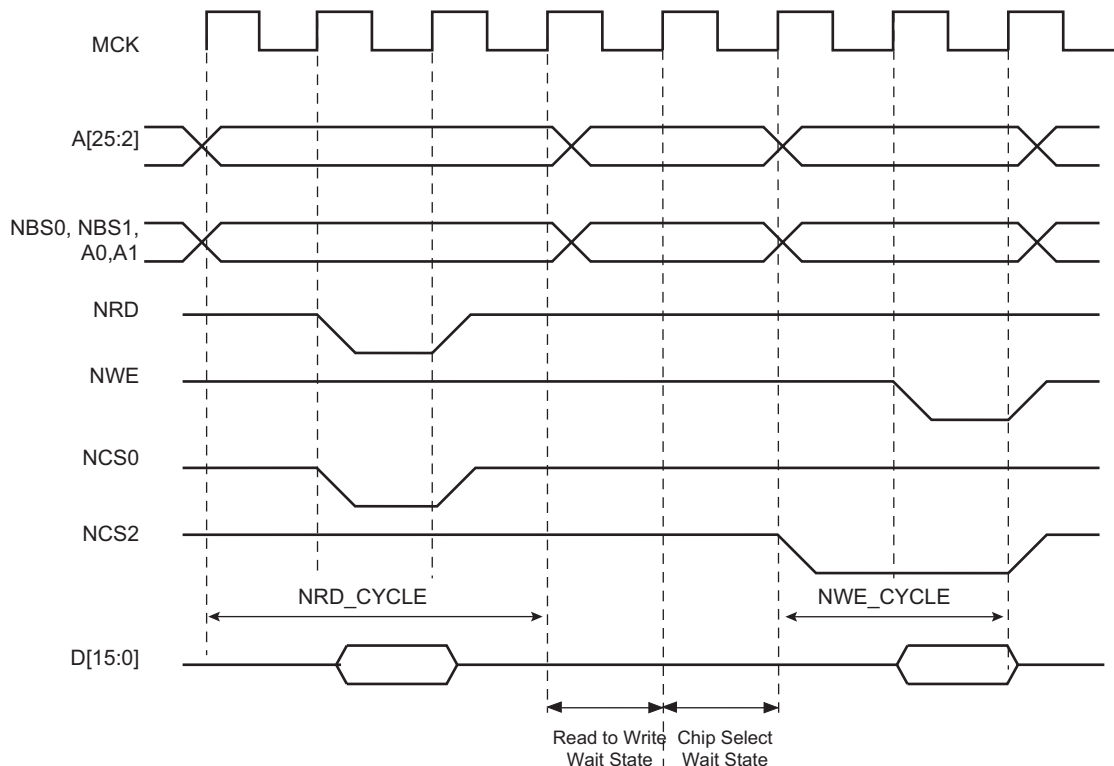 MCK
A[25:2]
NBS0, NBS1,
A0,A1
NRD
NWE
NCS0
NCS2
NRD_CYCLE
NWE_CYCLE
D[15:0]
Read to Write
Wait State
Chip Select
Wait State